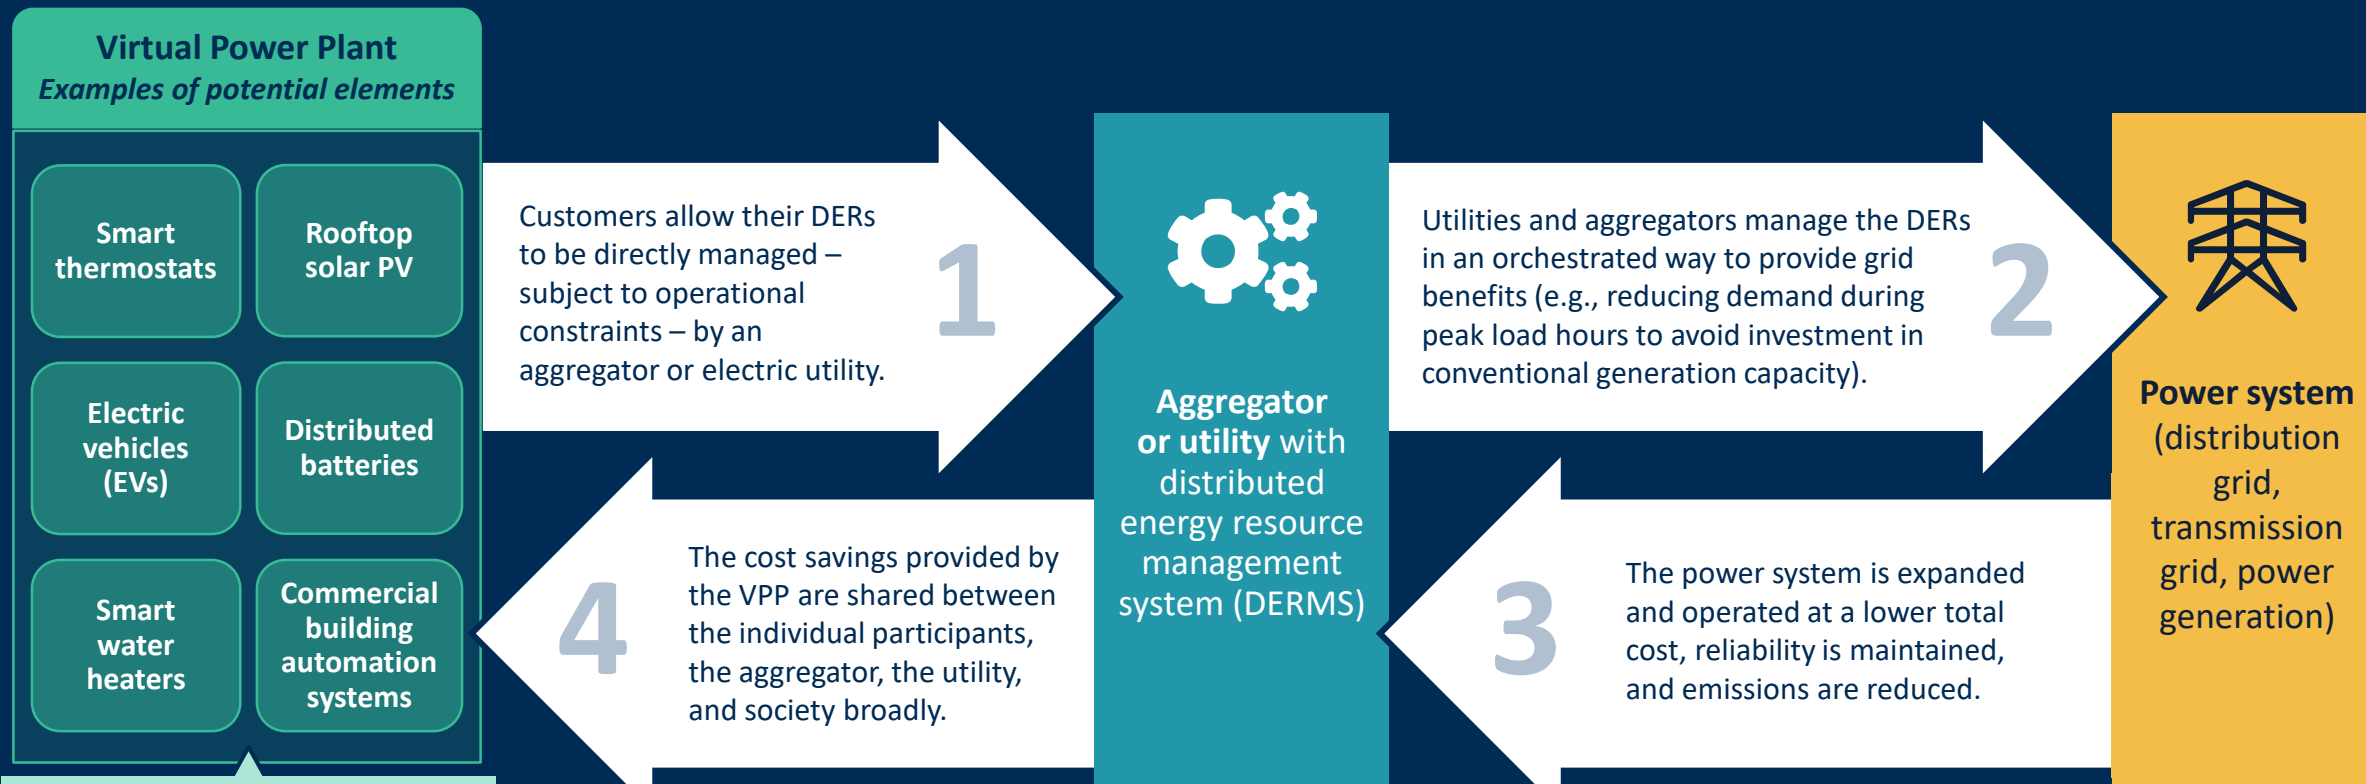 Virtual Power Plant
Examples of potential elements
Smart
thermostats
Rooftop
solar PV
Electric
vehicles
(EVs)
Distributed
batteries
Smart
water
heaters
Commercial
building
automation
systems
Customers allow their DERs
to be directly managed –
subject to operational
constraints – by an
aggregator or electric utility.
1
Aggregator
or utility with
distributed
energy resource
management
system (DERMS)
Utilities and aggregators manage the DERs
in an orchestrated way to provide grid
benefits (e.g., reducing demand during
peak load hours to avoid investment in
conventional generation capacity).
2
Power system
(distribution
grid,
transmission
grid, power
generation)
3
The power system is expanded
and operated at a lower total
cost, reliability is maintained,
and emissions are reduced.
4
The cost savings provided by
the VPP are shared between
the individual participants,
the aggregator, the utility,
and society broadly.